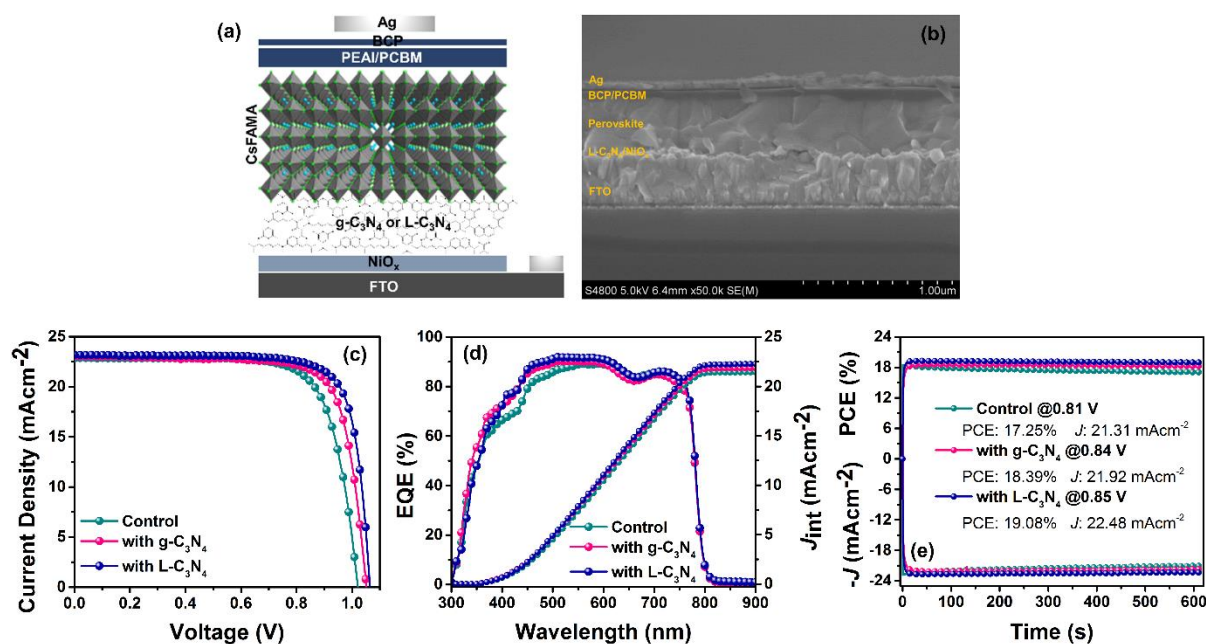 (a)
Ag
BCP
PEAI/PCBM
CsFAMA
g-C₃N₄ or L-C₃N₄
NiOₓ
FTO
(b)
Ag
BCP/PCBM
Perovskite
L-C₃N₄/NiOₓ
FTO
S4800 5.0kV 6.4mm x50.0k SE(M)
1.00um
(c)
Current Density (mAcm⁻²)
25
20
15
10
5
0
Control
with g-C₃N₄
with L-C₃N₄
0.0 0.2 0.4 0.6 0.8 1.0
Voltage (V)
(d)
EQE (%)
100
80
60
40
20
0
Control
with g-C₃N₄
with L-C₃N₄
300 400 500 600 700 800 900
Wavelength (nm)
25
20
15
10
5
0
Jint (mAcm⁻²)
PCE (%)
-J (mAcm⁻²)
24
18
12
6
0
-6
-12
-18
-24
Control @0.81 V
PCE: 17.25% J: 21.31 mAcm⁻²
with g-C₃N₄ @0.84 V
PCE: 18.39% J: 21.92 mAcm⁻²
with L-C₃N₄ @0.85 V
PCE: 19.08% J: 22.48 mAcm⁻²
(e)
0 100 200 300 400 500 600
Time (s)